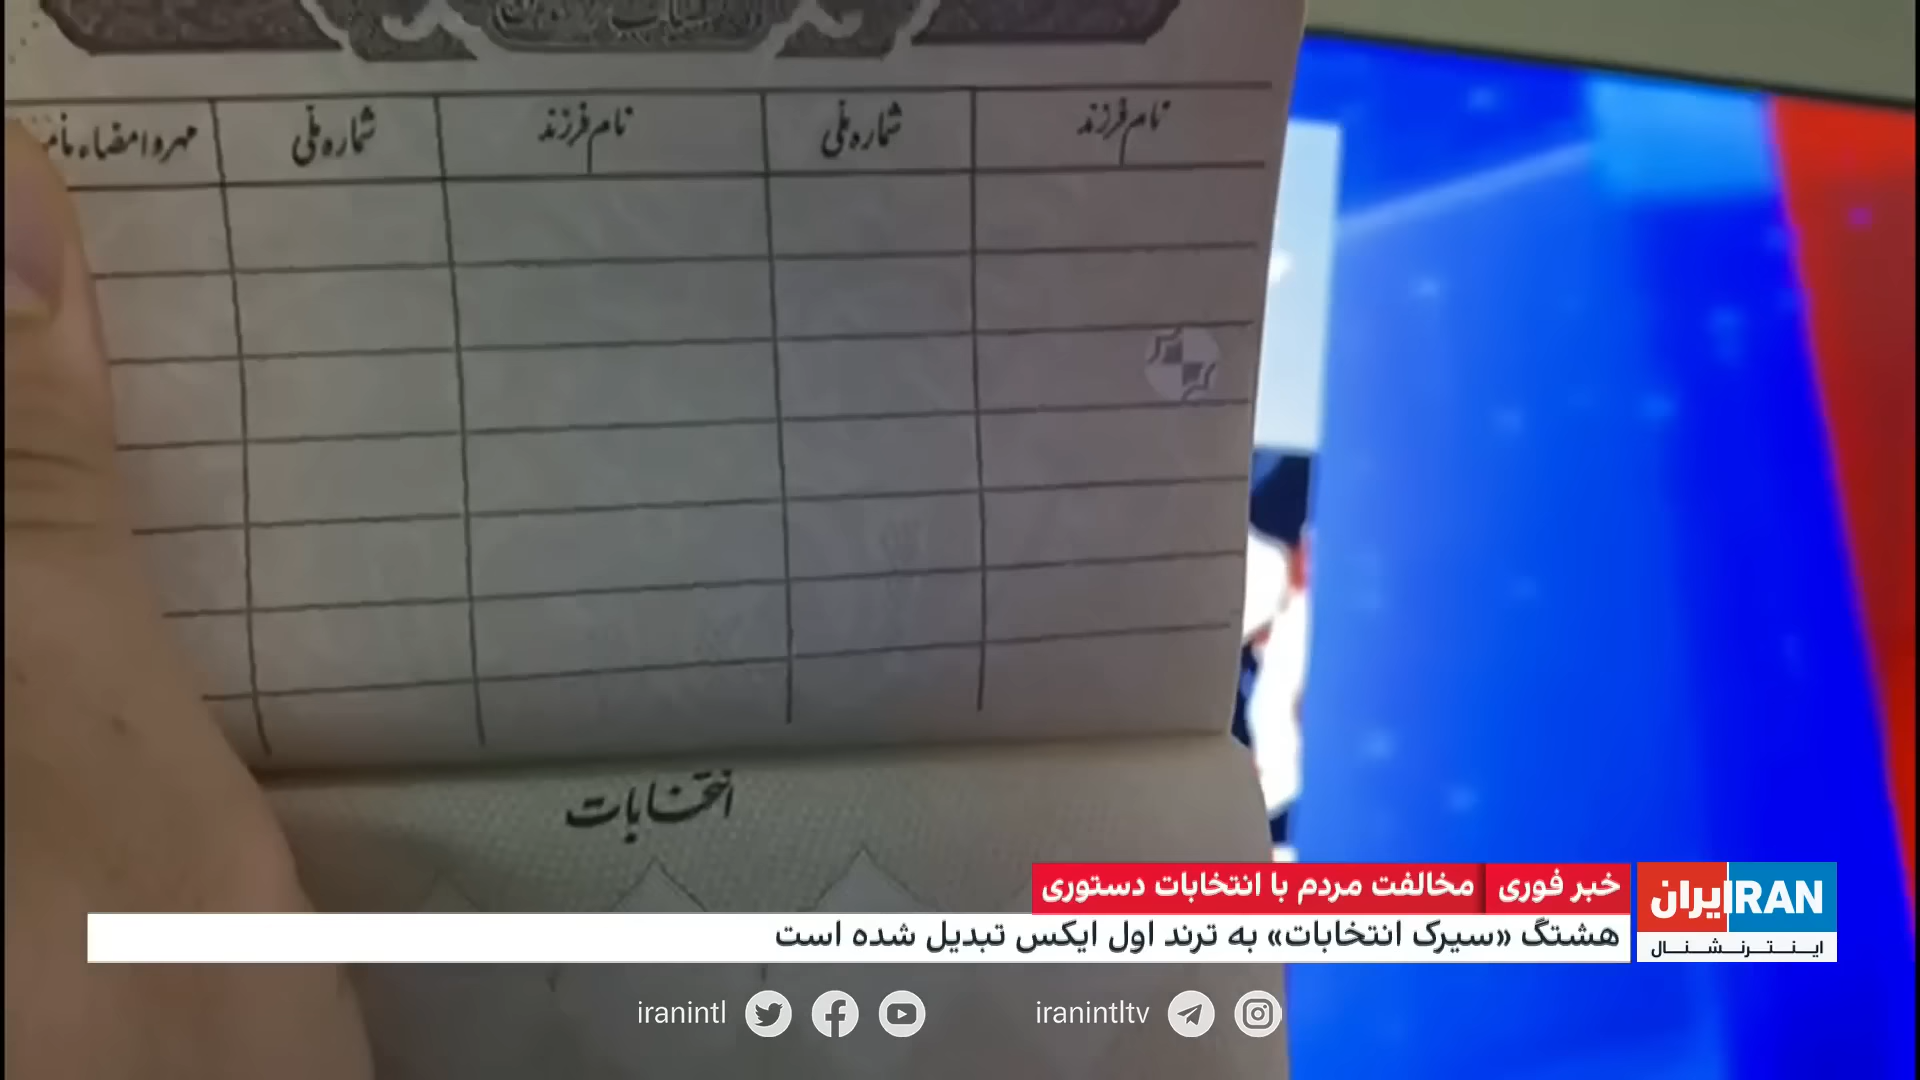 نام فرزند
شماره ملی
نام فرزند
شماره ملی
مهر و امضاء
انتخابات
خبر فوری
مخالفت مردم با انتخابات دستوری
هشتگ «سیرک انتخابات» به ترند اول ایکس تبدیل شده است
ایران IRAN
اینترنشنال
iranintl
iranintltv